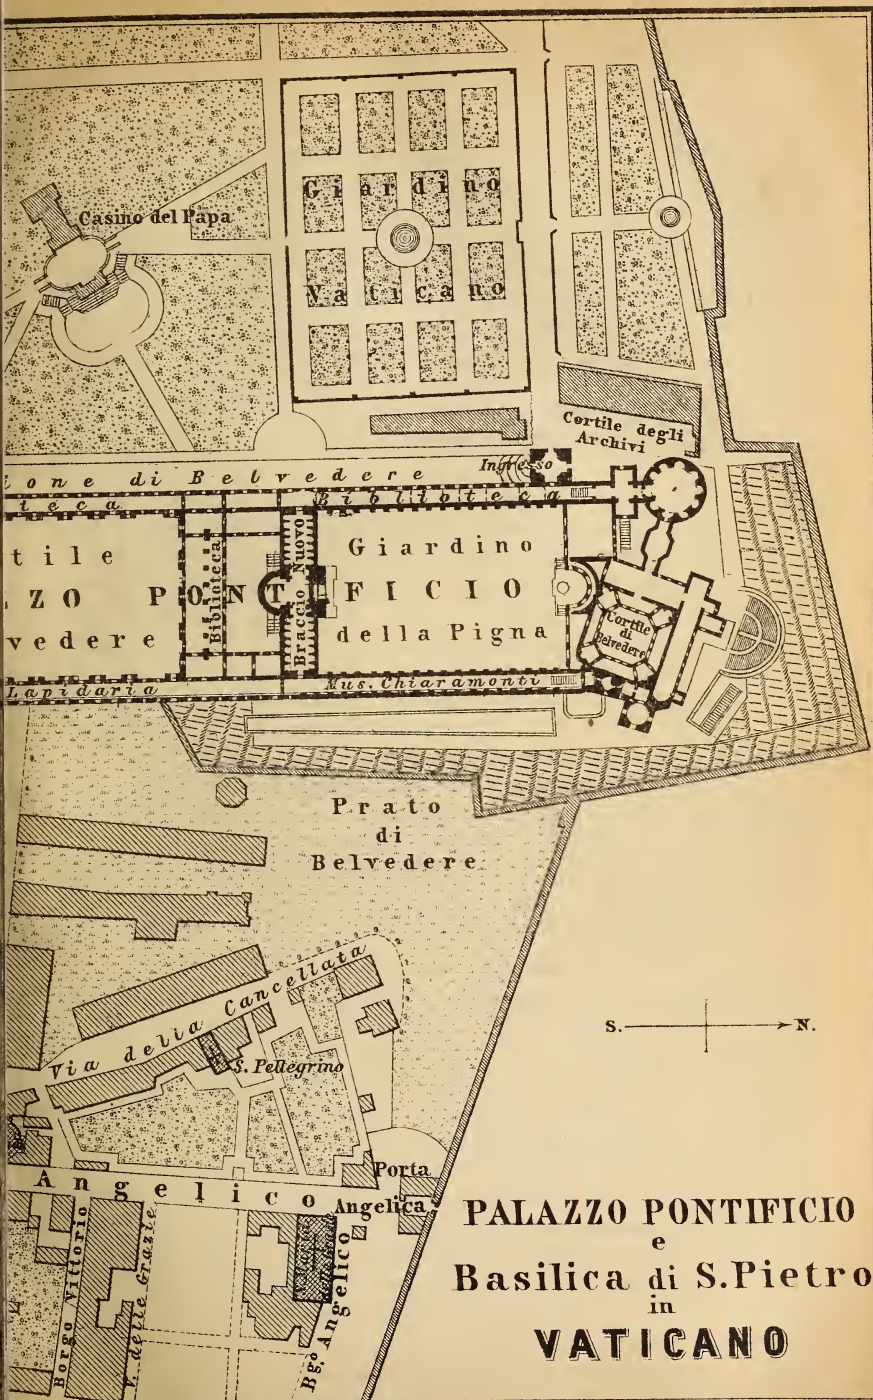 Giardino
Casino del Papa
Vaticano
Cortile degli
Archivi
Ingresso
ione di Belvedere
Biblioteca
teca
tile
Giardino
ZO PONTIFICIO
Biblioteca
Braccio Nuovo
vedere
della Pigna
Cortile
di
Belvedere
Lapidaria
Mus. Chiaramonti
Prato
di
Belvedere
Via della Cancellata
S. Pellegrino
S.
N.
Porta
Angelica
Angelico
Borgo Vittorio
V. delle Grazie
Bgo. Angelico
PALAZZO PONTIFICIO
e
Basilica di S. Pietro
in
VATICANO